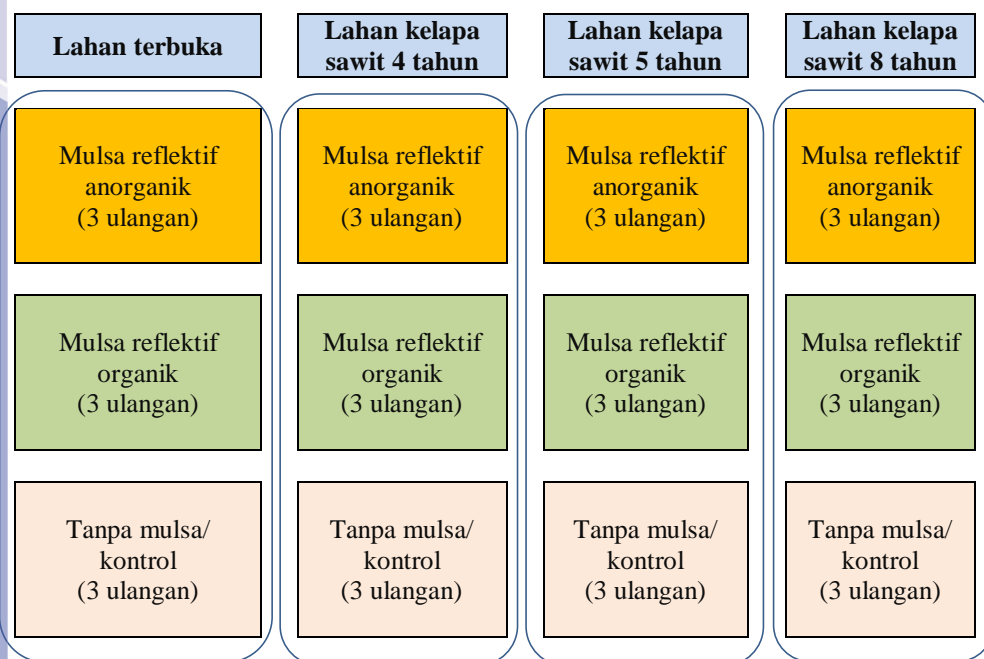 Lahan terbuka
Lahan kelapa
sawit 4 tahun
Lahan kelapa
sawit 5 tahun
Lahan kelapa
sawit 8 tahun
Mulsa reflektif
anorganik
(3 ulangan)
Mulsa reflektif
anorganik
(3 ulangan)
Mulsa reflektif
anorganik
(3 ulangan)
Mulsa reflektif
anorganik
(3 ulangan)
Mulsa reflektif
organik
(3 ulangan)
Mulsa reflektif
organik
(3 ulangan)
Mulsa reflektif
organik
(3 ulangan)
Mulsa reflektif
organik
(3 ulangan)
Tanpa mulsa/
kontrol
(3 ulangan)
Tanpa mulsa/
kontrol
(3 ulangan)
Tanpa mulsa/
kontrol
(3 ulangan)
Tanpa mulsa/
kontrol
(3 ulangan)